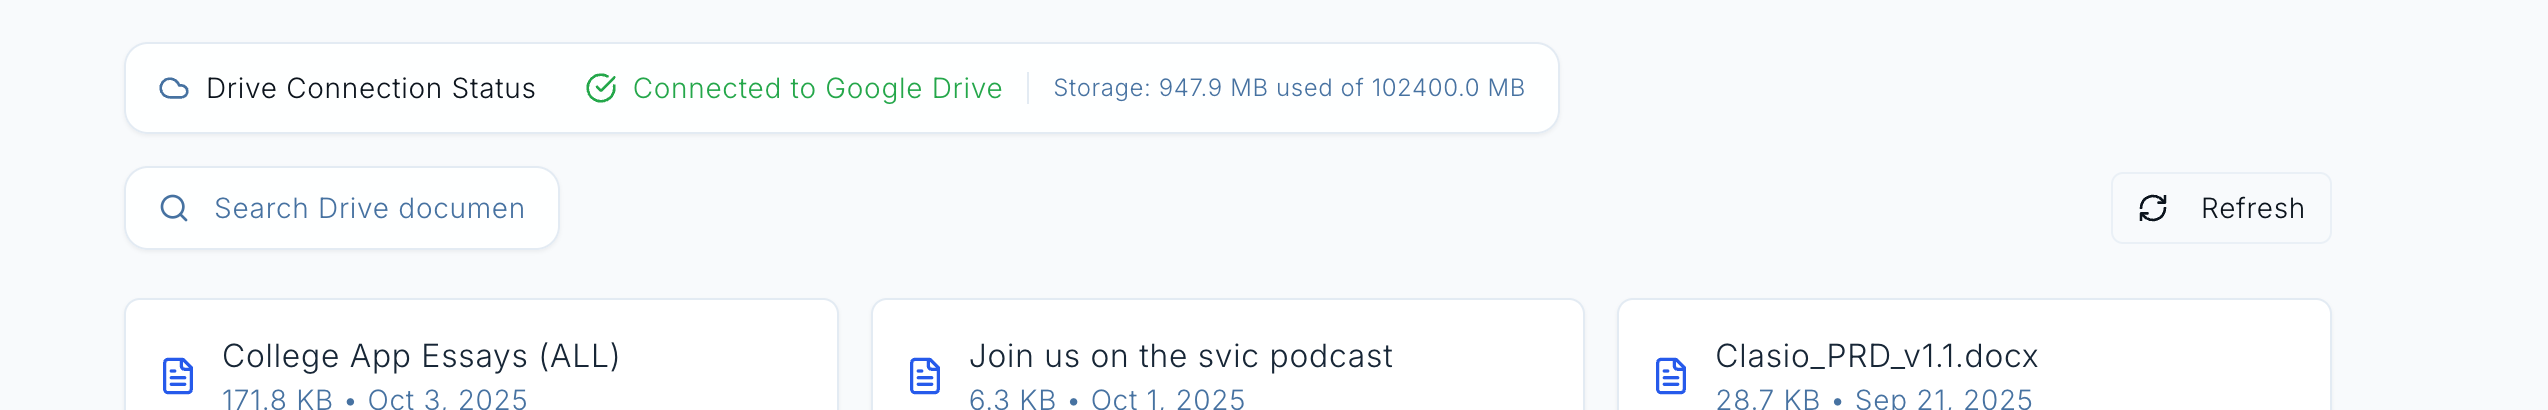 Drive Connection Status Connected to Google Drive Storage: 947.9 MB used of 102400.0 MB
Search Drive documen
Refresh
College App Essays (ALL)
171.8 KB • Oct 3, 2025
Join us on the svic podcast
6.3 KB • Oct 1, 2025
Clasio_PRD_v1.1.docx
28.7 KB • Sep 21, 2025